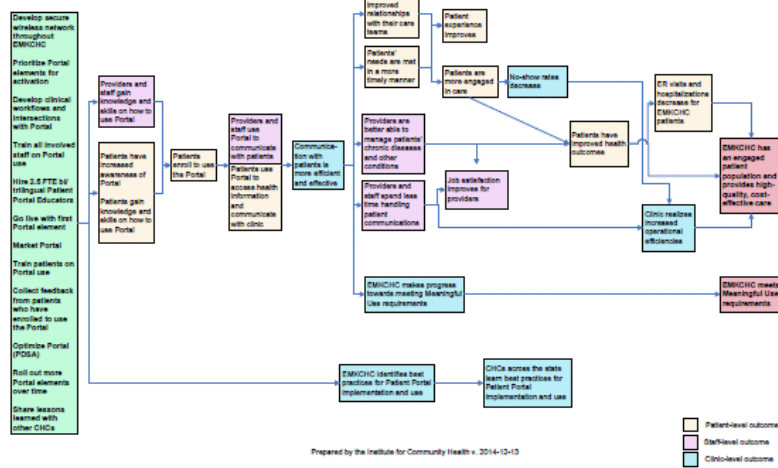 Develop secure
wireless network
throughout
EMKCHC
Prioritize Portal
elements for
activation
Develop clinical
workflows and
intersections
with Portal
Train all involved
staff on Portal
use
Hire 2.5 FTE bi/
trilingual Patient
Portal Educators
Go live with first
Portal element
Market Portal
Train patients on
Portal use
Collect feedback
from patients
who have
enrolled to use
the Portal
Optimize Portal
(PDSA)
Roll out more
Portal elements
over time
Share lessons
learned with
other CHCs
Providers and
staff gain
knowledge and
skills on how to
use Portal
Patients have
increased
awareness of
Portal
Patients gain
knowledge and
skills on how to
use Portal
Patients
enroll to use
the Portal
Providers and
staff use
Portal to
communicate
with patients
Patients use
Portal to
access health
information
and
communicate
with clinic
Communica-
tion with
patients is
more efficient
and effective
Improved
relationships
with their care
teams
Patients'
needs are met
in a more
timely manner
Providers are
better able to
manage patients'
chronic diseases
and other
conditions
Providers and
staff spend less
time handling
patient
communications
EMKCHC makes progress
towards meeting Meaningful
Use requirements
EMKCHC identifies best
practices for Patient Portal
implementation and use
Patient
experience
improves
Patients are
more engaged
in care
No-show rates
decrease
Job satisfaction
improves for
providers
CHCs across the state
learn best practices for
Patient Portal
implementation and use
Patients have
improved health
outcomes
ER visits and
hospitalizations
decrease for
EMKCHC
patients
Clinic realizes
increased
operational
efficiencies
EMKCHC has
an engaged
patient
population and
provides high-
quality, cost-
effective care
EMKCHC meets
Meaningful Use
requirements
Patient-level outcome
Staff-level outcome
Clinic-level outcome
Prepared by the Institute for Community Health v. 2014-12-13